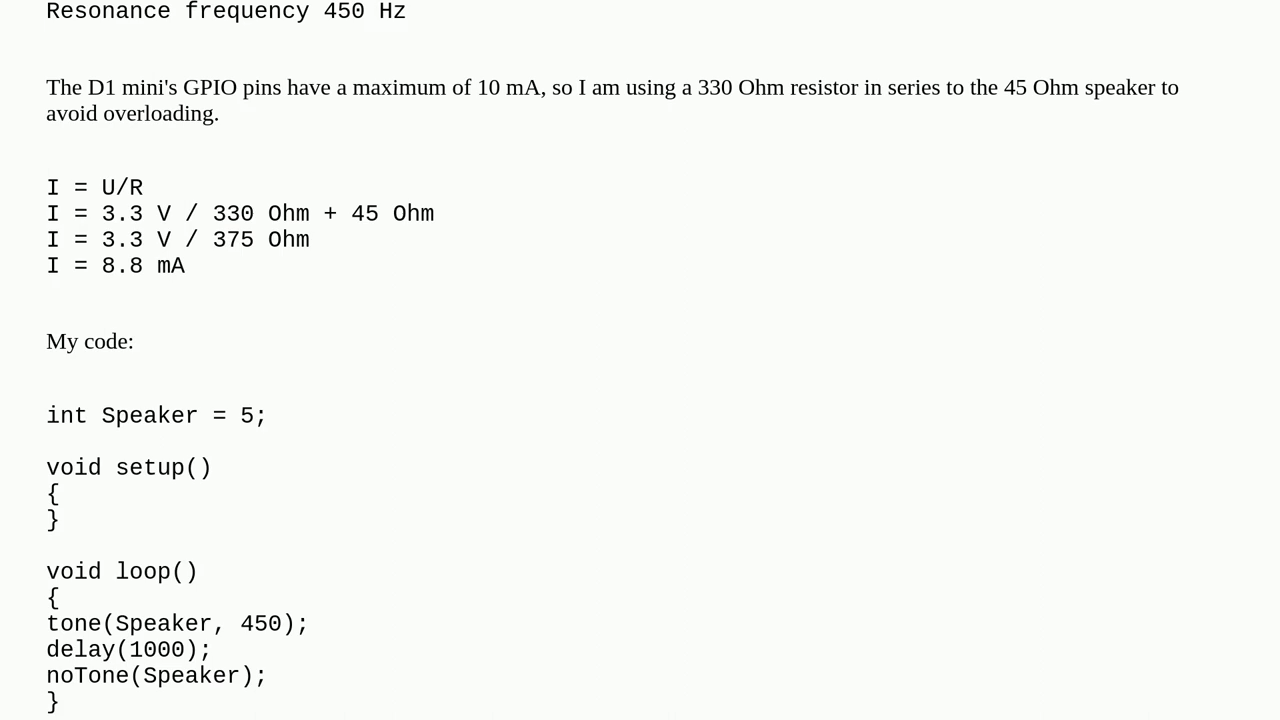 Resonance frequency 450 Hz
The D1 mini's GPIO pins have a maximum of 10 mA, so I am using a 330 Ohm resistor in series to the 45 Ohm speaker to
avoid overloading.
I = U/R
I = 3.3 V / 330 Ohm + 45 Ohm
I = 3.3 V / 375 Ohm
I = 8.8 mA
My code:
int Speaker = 5;
void setup()
{
}
void loop()
{
tone(Speaker, 450);
delay(1000);
noTone(Speaker);
}